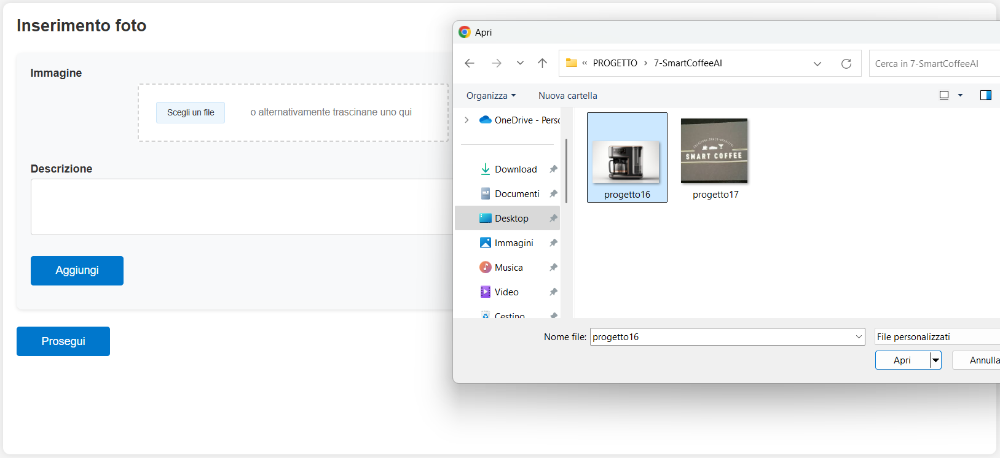 Inserimento foto
Immagine
Scegli un file
o alternativamente trascinane uno qui
Descrizione
Aggiungi
Prosegui
Apri
« PROGETTO > 7-SmartCoffeeAI
Cerca in 7-SmartCoffeeAI
Organizza
Nuova cartella
OneDrive - Perso
Download
Documenti
Desktop
Immagini
Musica
Video
Cestino
SMART COFFEE
progetto16
progetto17
Nome file:
progetto16
File personalizzati
Apri
Annulla